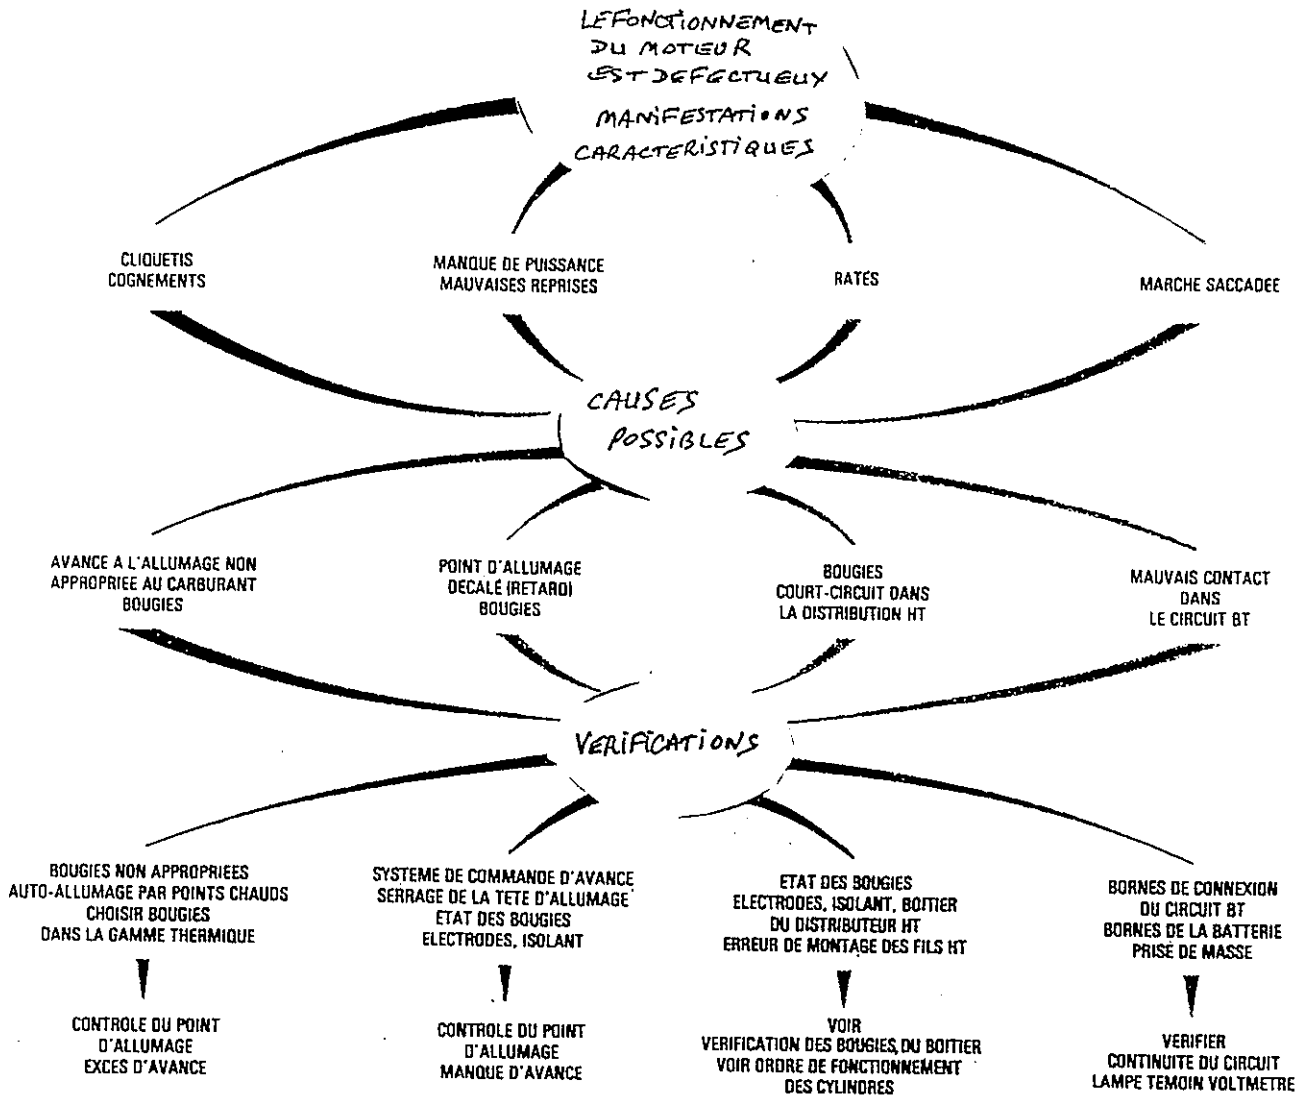 LE FONCTIONNEMENT
DU MOTEUR
EST DEFECTUEUX
MANIFESTATIONS
CARACTERISTIQUES
CLIQUETIS
COGNEMENTS
MANQUE DE PUISSANCE
MAUVAISES REPRISES
RATÉS
MARCHE SACCADEE
CAUSES
POSSIBLES
AVANCE A L'ALLUMAGE NON
APPROPRIEE AU CARBURANT
BOUGIES
POINT D'ALLUMAGE
DECALÉ (RETARD)
BOUGIES
BOUGIES
COURT-CIRCUIT DANS
LA DISTRIBUTION HT
MAUVAIS CONTACT
DANS
LE CIRCUIT BT
VERIFICATIONS
BOUGIES NON APPROPRIEES
AUTO-ALLUMAGE PAR POINTS CHAUDS
CHOISIR BOUGIES
DANS LA GAMME THERMIQUE
SYSTEME DE COMMANDE D'AVANCE
SERRAGE DE LA TETE D'ALLUMAGE
ETAT DES BOUGIES
ELECTRODES, ISOLANT
ETAT DES BOUGIES
ELECTRODES, ISOLANT, BOITIER
DU DISTRIBUTEUR HT
ERREUR DE MONTAGE DES FILS HT
BORNES DE CONNEXION
DU CIRCUIT BT
BORNES DE LA BATTERIE
PRISE DE MASSE
CONTROLE DU POINT
D'ALLUMAGE
EXCES D'AVANCE
CONTROLE DU POINT
D'ALLUMAGE
MANQUE D'AVANCE
VOIR
VERIFICATION DES BOUGIES, DU BOITIER
VOIR ORDRE DE FONCTIONNEMENT
DES CYLINDRES
VERIFIER
CONTINUITE DU CIRCUIT
LAMPE TEMOIN VOLTMETRE